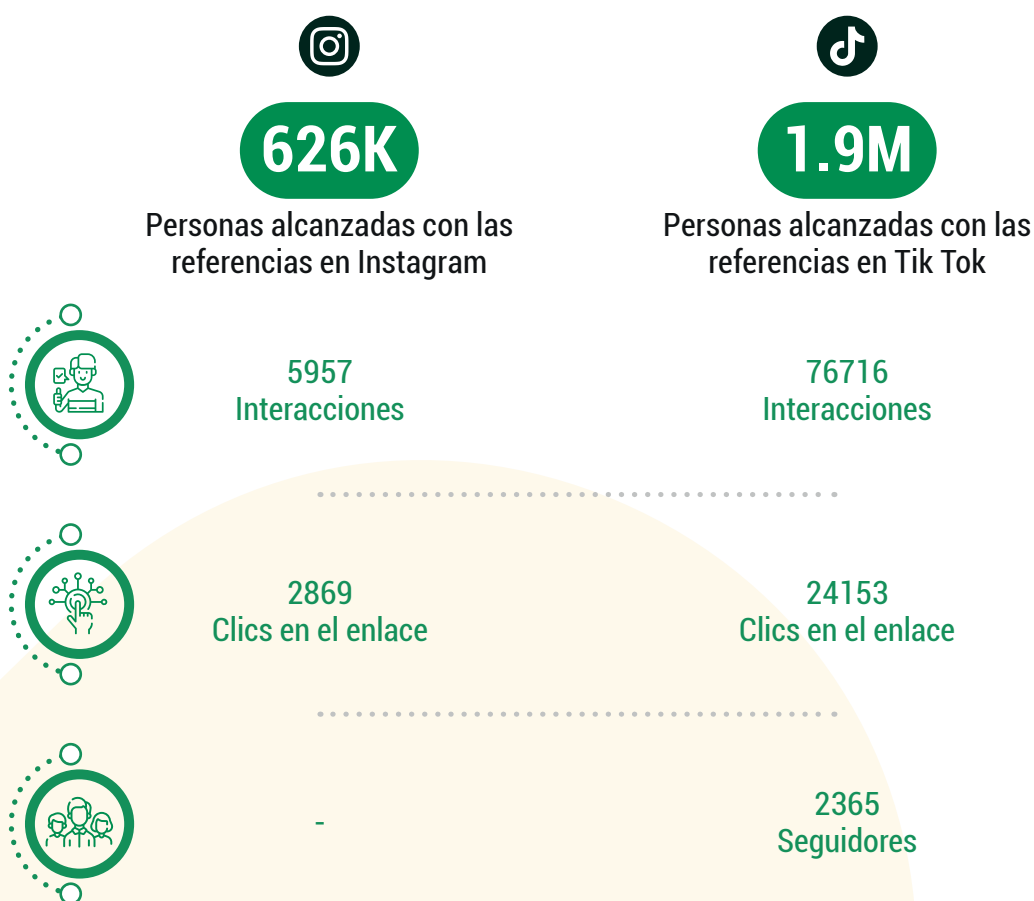 626K
Personas alcanzadas con las
referencias en Instagram
1.9M
Personas alcanzadas con las
referencias en Tik Tok
5957
Interacciones
76716
Interacciones
2869
Clics en el enlace
24153
Clics en el enlace
-
2365
Seguidores